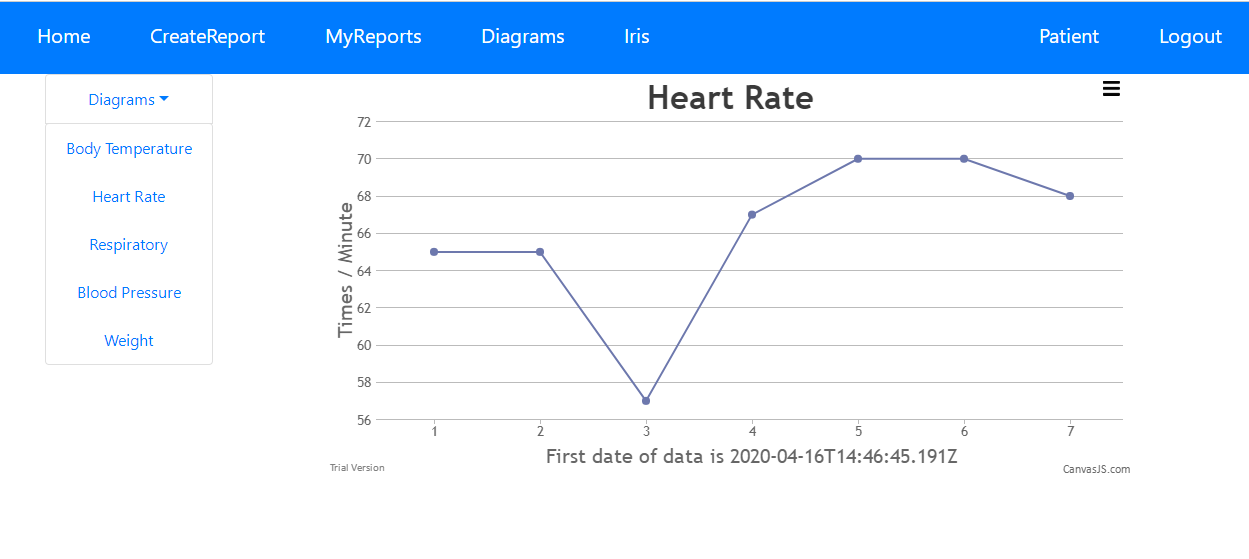 Home CreateReport MyReports Diagrams Iris Patient Logout
Diagrams
Body Temperature
Heart Rate
Respiratory
Blood Pressure
Weight
Heart Rate
Times / Minute
72
70
68
66
64
62
60
58
56
1 2 3 4 5 6 7
First date of data is 2020-04-16T14:46:45.191Z
Trial Version
CanvasJS.com